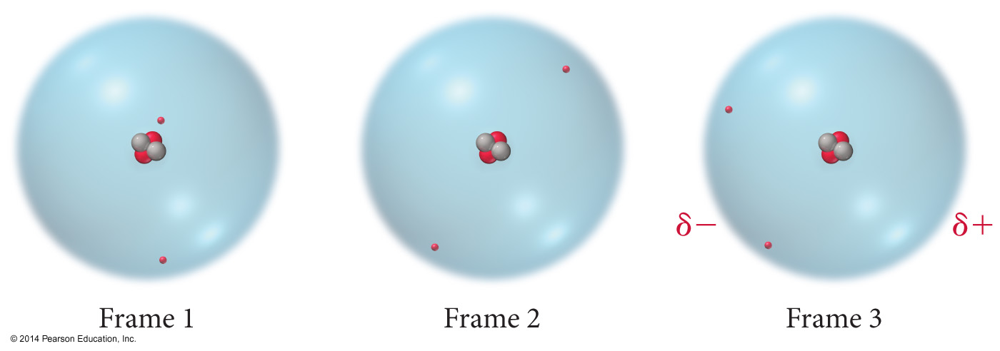 δ− δ+
Frame 1 Frame 2 Frame 3
© 2014 Pearson Education, Inc.